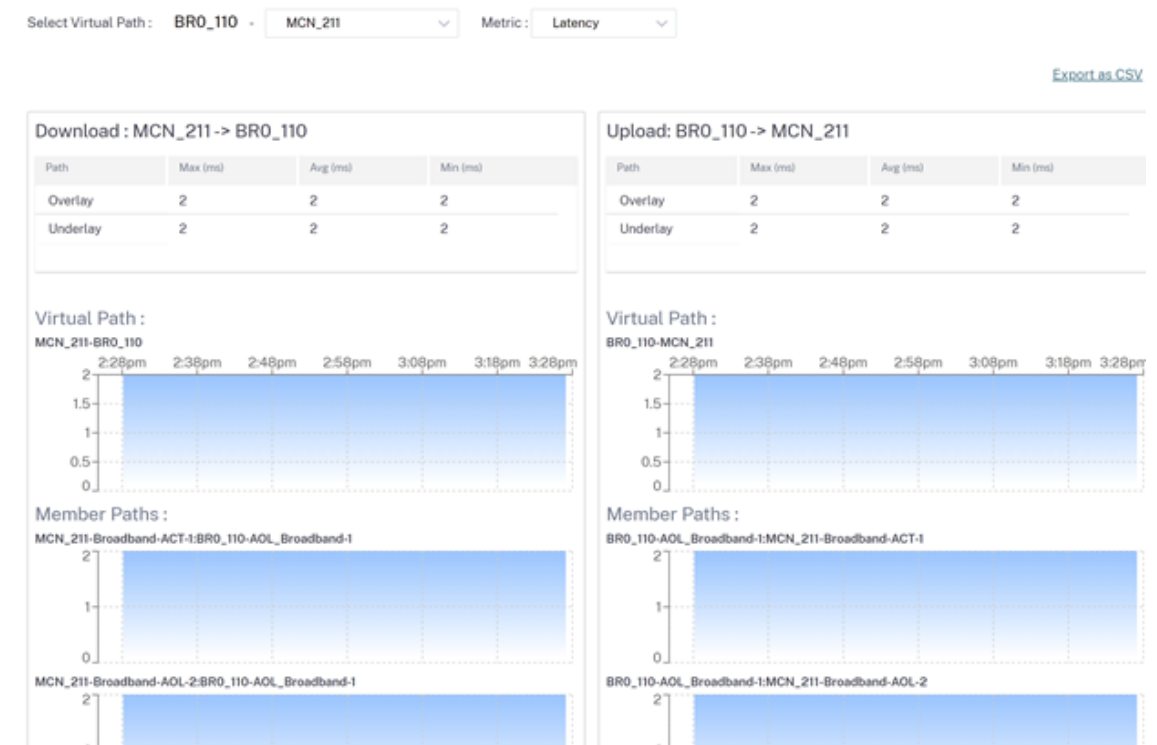 Select Virtual Path : BR0_110 - MCN_211 Metric : Latency
Export as CSV
Download : MCN_211 -> BR0_110
Path Max (ms) Avg (ms) Min (ms)
Overlay 2 2 2
Underlay 2 2 2
Virtual Path :
MCN_211-BR0_110
2:28pm 2:38pm 2:48pm 2:58pm 3:08pm 3:18pm 3:28pm
2
1.5
1
0.5
0
Member Paths :
MCN_211-Broadband-ACT-1:BR0_110-AOL_Broadband-1
2
1
0
MCN_211-Broadband-AOL-2:BR0_110-AOL_Broadband-1
2
Upload: BR0_110 -> MCN_211
Path Max (ms) Avg (ms) Min (ms)
Overlay 2 2 2
Underlay 2 2 2
Virtual Path :
BR0_110-MCN_211
2:28pm 2:38pm 2:48pm 2:58pm 3:08pm 3:18pm 3:28pm
2
1.5
1
0.5
0
Member Paths :
BR0_110-AOL_Broadband-1:MCN_211-Broadband-ACT-1
2
1
0
BR0_110-AOL_Broadband-1:MCN_211-Broadband-AOL-2
2